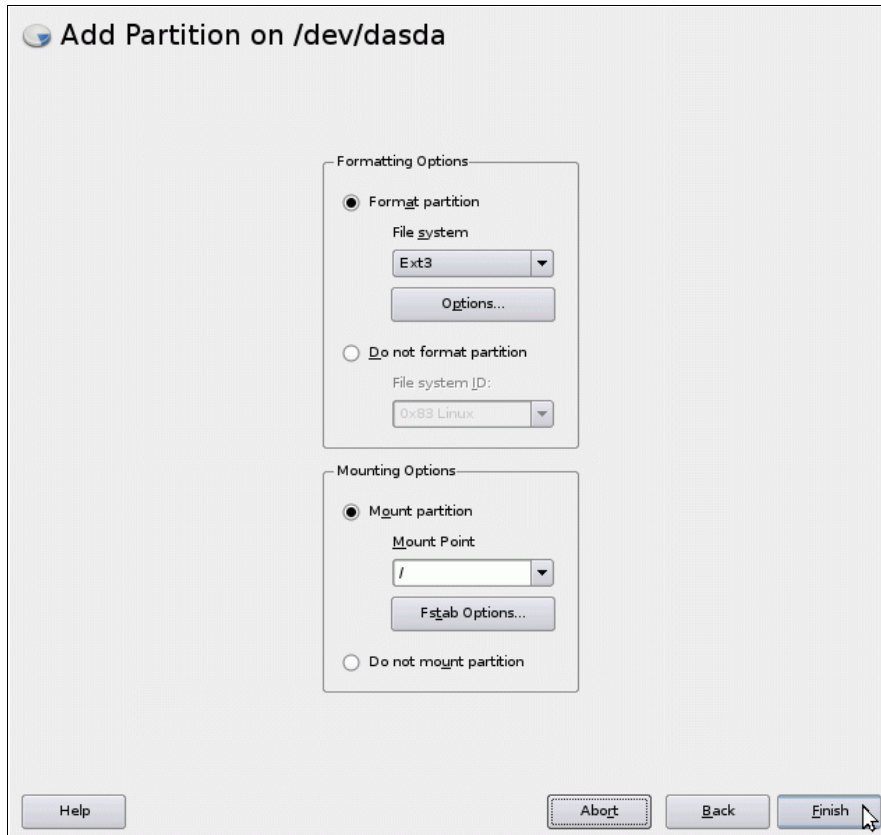 Add Partition on /dev/dasda
Formatting Options
Format partition
File system
Ext3
Options...
Do not format partition
File system ID:
0x83 Linux
Mounting Options
Mount partition
Mount Point
/
Fstab Options...
Do not mount partition
Help
Abort
Back
Finish